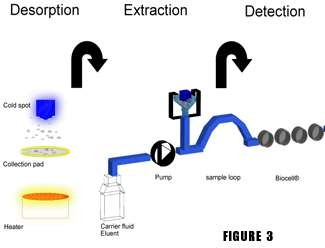 Desorption
Extraction
Detection
Cold spot
Collection pad
Heater
Carrier fluid
Eluent
Pump
sample loop
Biocell®
FIGURE 3